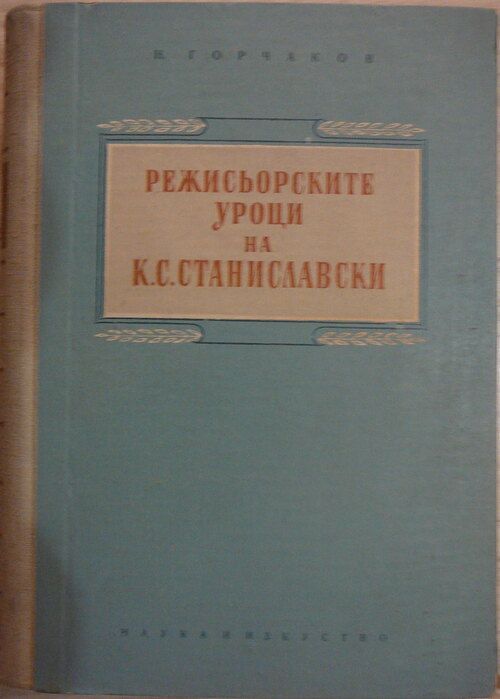 Н. ГОРЧАКОВ
РЕЖИСЬОРСКИТЕ
УРОЦИ
НА
К.С.СТАНИСЛАВСКИ
НАУКА И ИЗКУСТВО